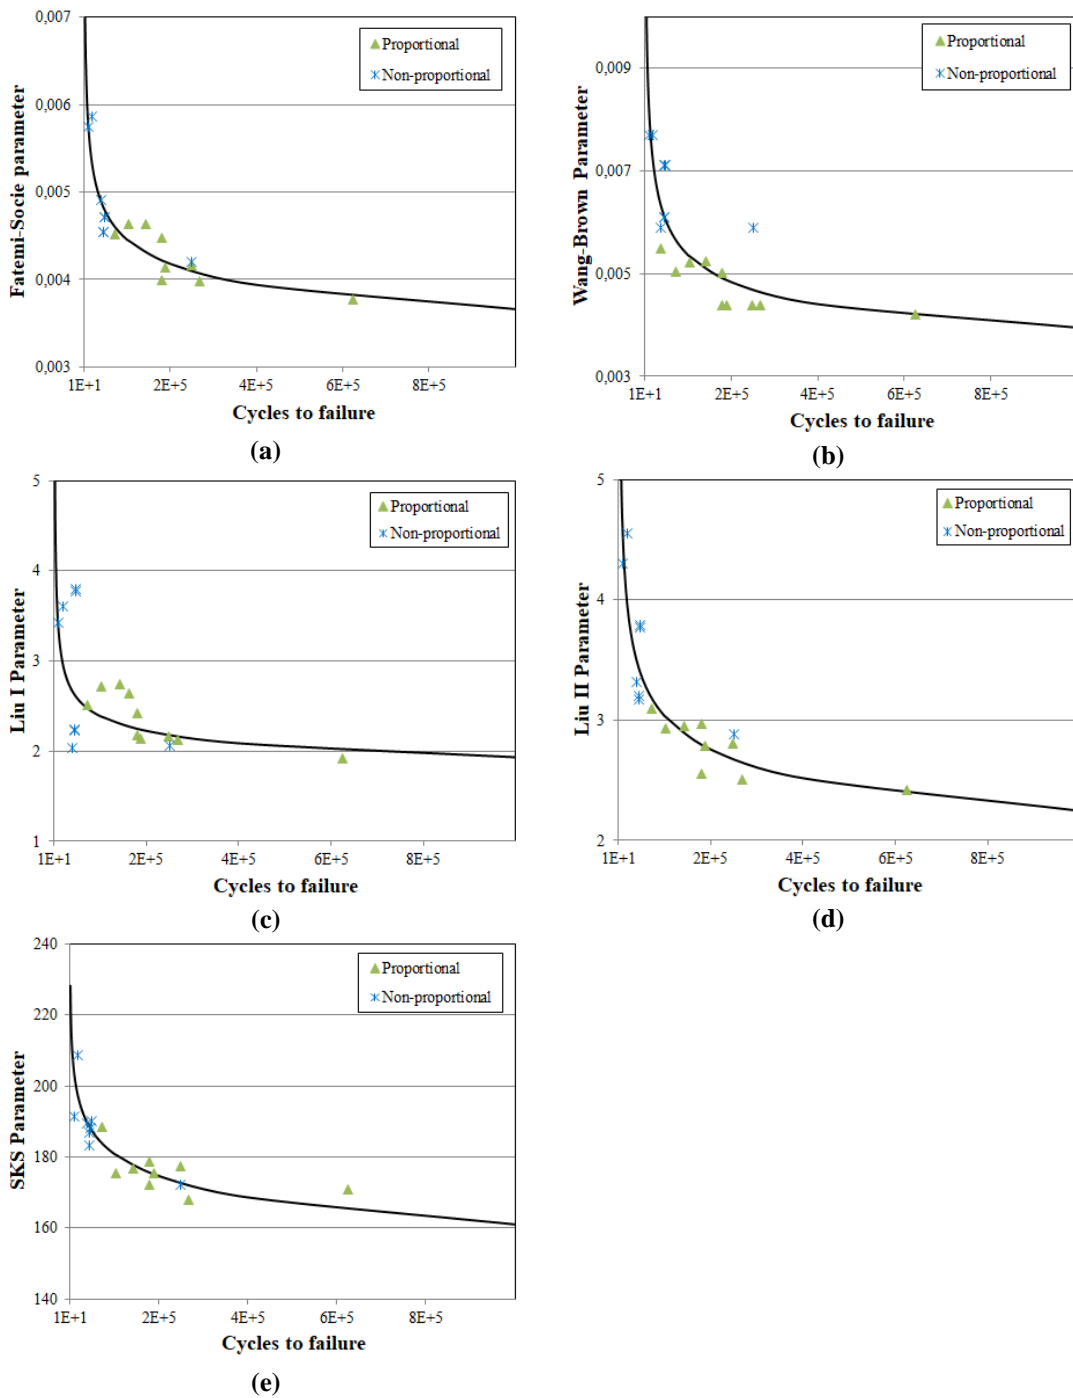 0,007
0,006
0,005
0,004
0,003
Fatemi-Socie parameter
Proportional
Non-proportional
1E+1 2E+5 4E+5 6E+5 8E+5
Cycles to failure
(a)
0,009
0,007
0,005
0,003
Wang-Brown Parameter
Proportional
Non-proportional
1E+1 2E+5 4E+5 6E+5 8E+5
Cycles to failure
(b)
5
4
3
2
1
Liu I Parameter
Proportional
Non-proportional
1E+1 2E+5 4E+5 6E+5 8E+5
Cycles to failure
(c)
5
4
3
2
Liu II Parameter
Proportional
Non-proportional
1E+1 2E+5 4E+5 6E+5 8E+5
Cycles to failure
(d)
240
220
200
180
160
140
SKS Parameter
Proportional
Non-proportional
1E+1 2E+5 4E+5 6E+5 8E+5
Cycles to failure
(e)